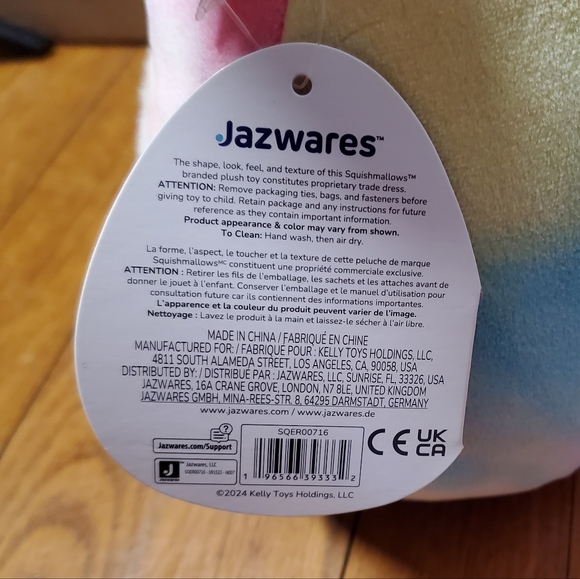 Jazwares™
The shape, look, feel, and texture of this Squishmallows™
branded plush toy constitutes proprietary trade dress.
ATTENTION: Remove packaging ties, bags, and fasteners before
giving toy to child. Retain package and any instructions for future
reference as they contain important information.
Product appearance & color may vary from shown.
To Clean: Hand wash, then air dry.
La forme, l'aspect, le toucher et la texture de cette peluche de marque
Squishmallowsᴹᶜ constituent une propriété commerciale exclusive.
ATTENTION : Retirer les fils de l'emballage, les sachets et les attaches avant de
donner le jouet à l'enfant. Conserver l'emballage et le manuel d'utilisation pour
consultation future car ils contiennent des informations importantes.
L'apparence et la couleur du produit peuvent varier de l'image.
Nettoyage : Lavez le produit à la main et laissez-le sécher à l'air libre.
MADE IN CHINA / FABRIQUÉ EN CHINE
MANUFACTURED FOR: / FABRIQUÉ POUR : KELLY TOYS HOLDINGS, LLC,
4811 SOUTH ALAMEDA STREET, LOS ANGELES, CA, 90058, USA
DISTRIBUTED BY: / DISTRIBUÉ PAR : JAZWARES, LLC, SUNRISE, FL, 33326, USA
JAZWARES, 16A CRANE GROVE, LONDON, N7 8LE, UNITED KINGDOM
JAZWARES GMBH, MINA-REES-STR. 8, 64295 DARMSTADT, GERMANY
www.jazwares.com / www.jazwares.de
Jazwares.com/Support
SQER00716
CE UKCA
Jazwares, LLC
JAZWARES
1 96566 39333 2
©2024 Kelly Toys Holdings, LLC